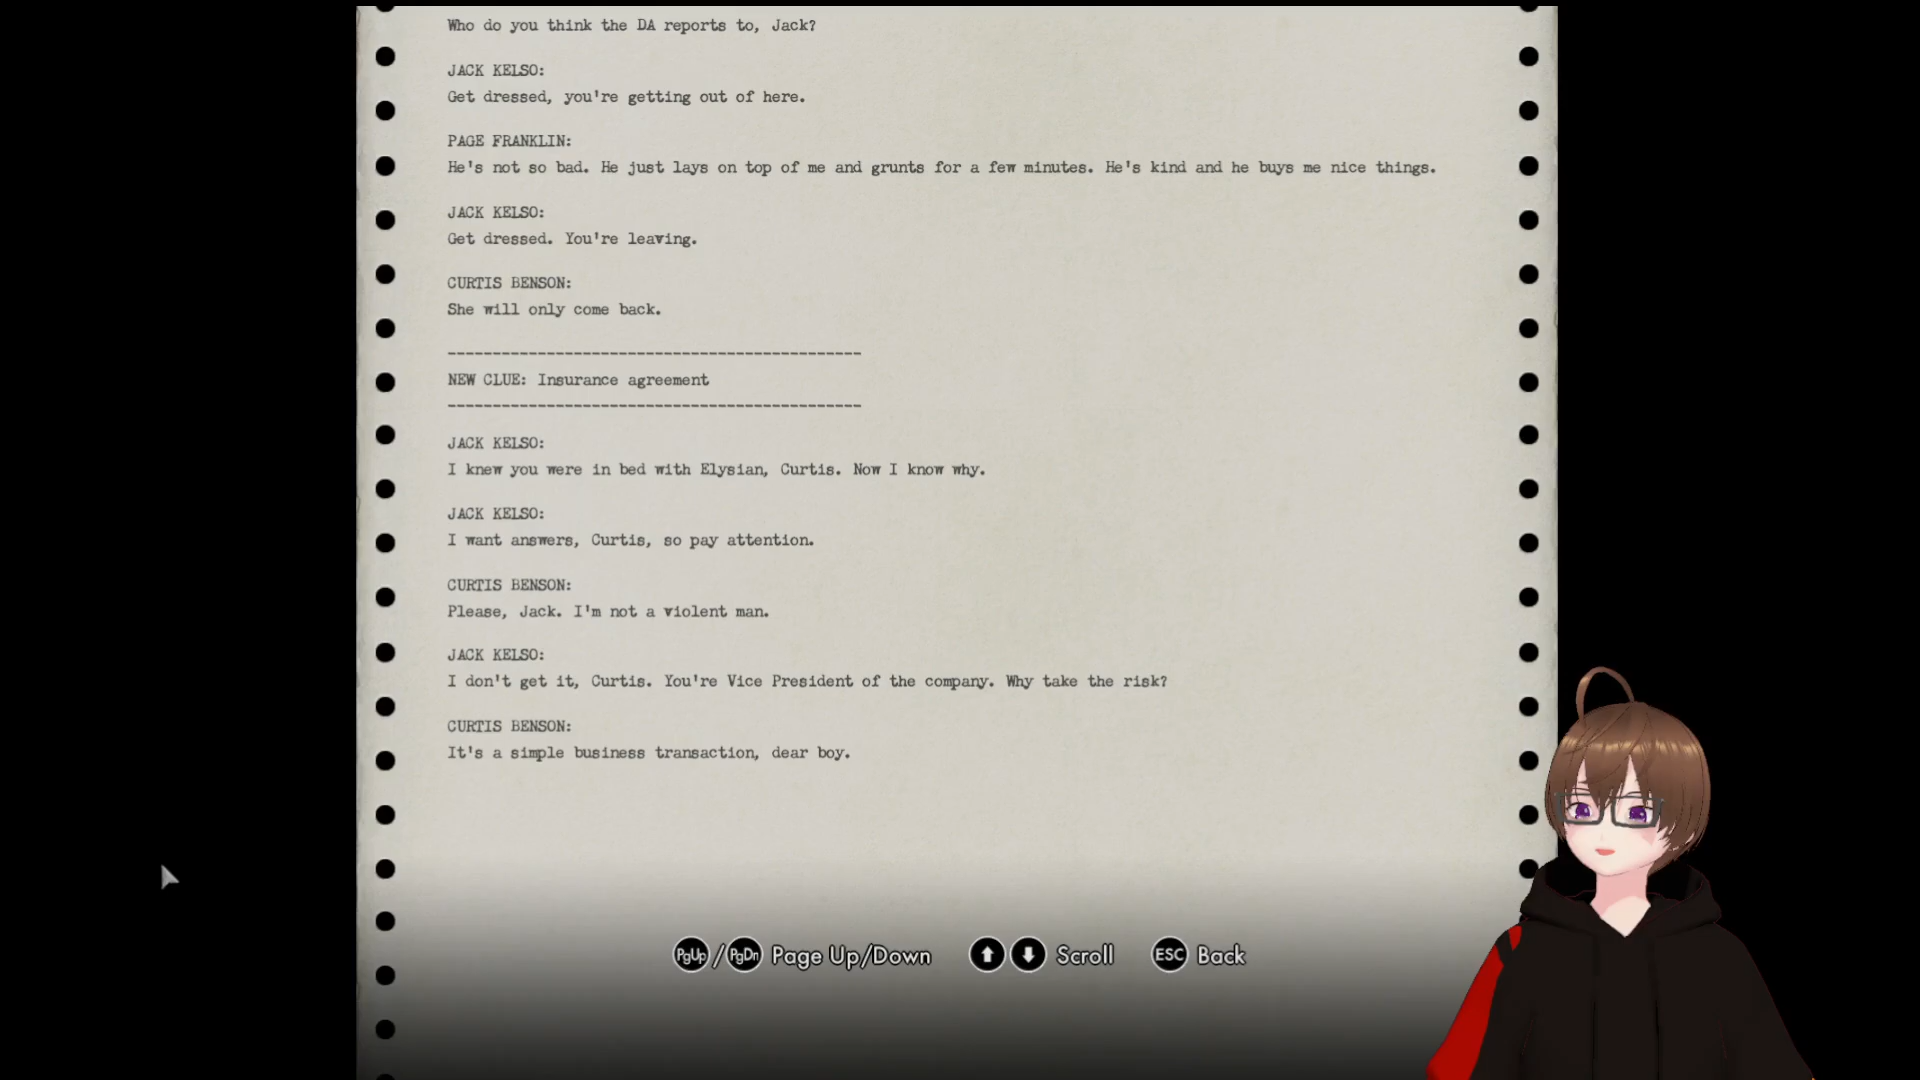 Who do you think the DA reports to, Jack?
JACK KELSO:
Get dressed, you're getting out of here.
PAGE FRANKLIN:
He's not so bad. He just lays on top of me and grunts for a few minutes. He's kind and he buys me nice things.
JACK KELSO:
Get dressed. You're leaving.
CURTIS BENSON:
She will only come back.
----------------------------------------------
NEW CLUE: Insurance agreement
----------------------------------------------
JACK KELSO:
I knew you were in bed with Elysian, Curtis. Now I know why.
JACK KELSO:
I want answers, Curtis, so pay attention.
CURTIS BENSON:
Please, Jack. I'm not a violent man.
JACK KELSO:
I don't get it, Curtis. You're Vice President of the company. Why take the risk?
CURTIS BENSON:
It's a simple business transaction, dear boy.
PgUp/PgDn Page Up/Down ⬆ ⬇ Scroll ESC Back